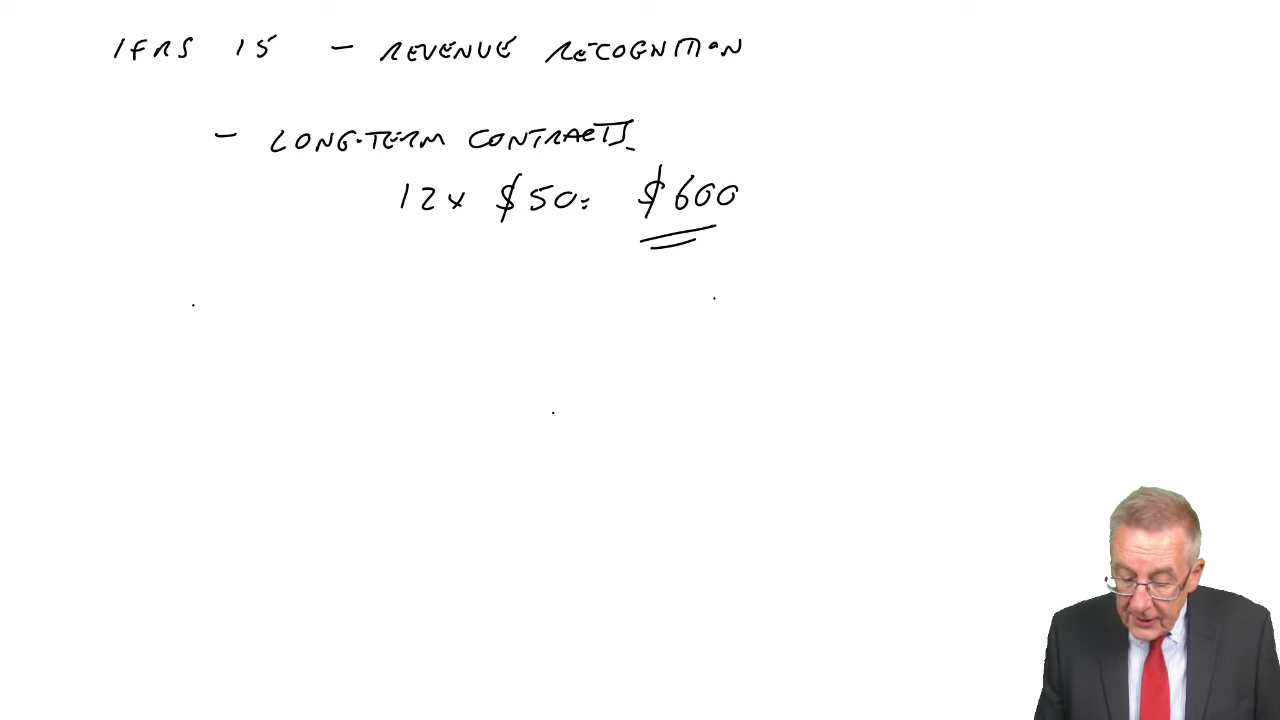 IFRS 15 - REVENUE RECOGNITION
- LONG-TERM CONTRACTS
12 x $50 = $600